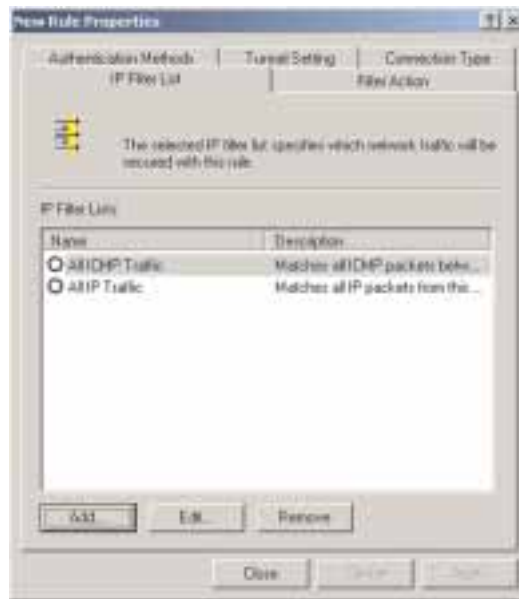 New Rule Properties
Authentication Methods
Tunnel Setting
Connection Type
IP Filter List
Filter Action
The selected IP filter list specifies which network traffic will be
secured with this rule.
IP Filter Lists:
Name
Description
All ICMP Traffic
Matches all ICMP packets betw...
All IP Traffic
Matches all IP packets from this ...
Add...
Edit...
Remove
Close